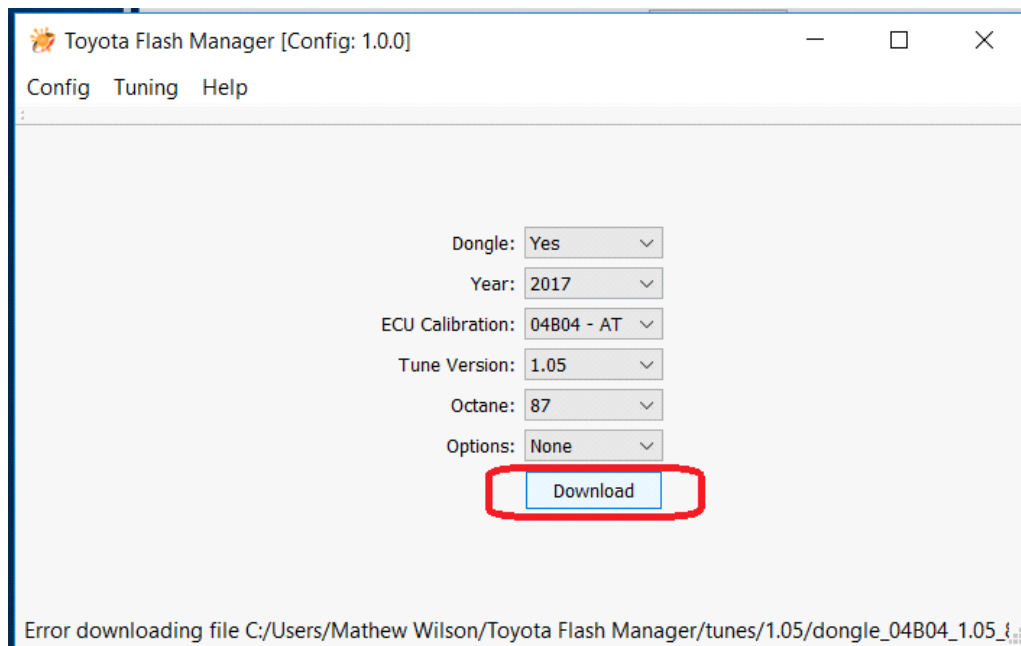 Toyota Flash Manager [Config: 1.0.0]
Config Tuning Help
Dongle: Yes
Year: 2017
ECU Calibration: 04B04 - AT
Tune Version: 1.05
Octane: 87
Options: None
Download
Error downloading file C:/Users/Mathew Wilson/Toyota Flash Manager/tunes/1.05/dongle_04B04_1.05_